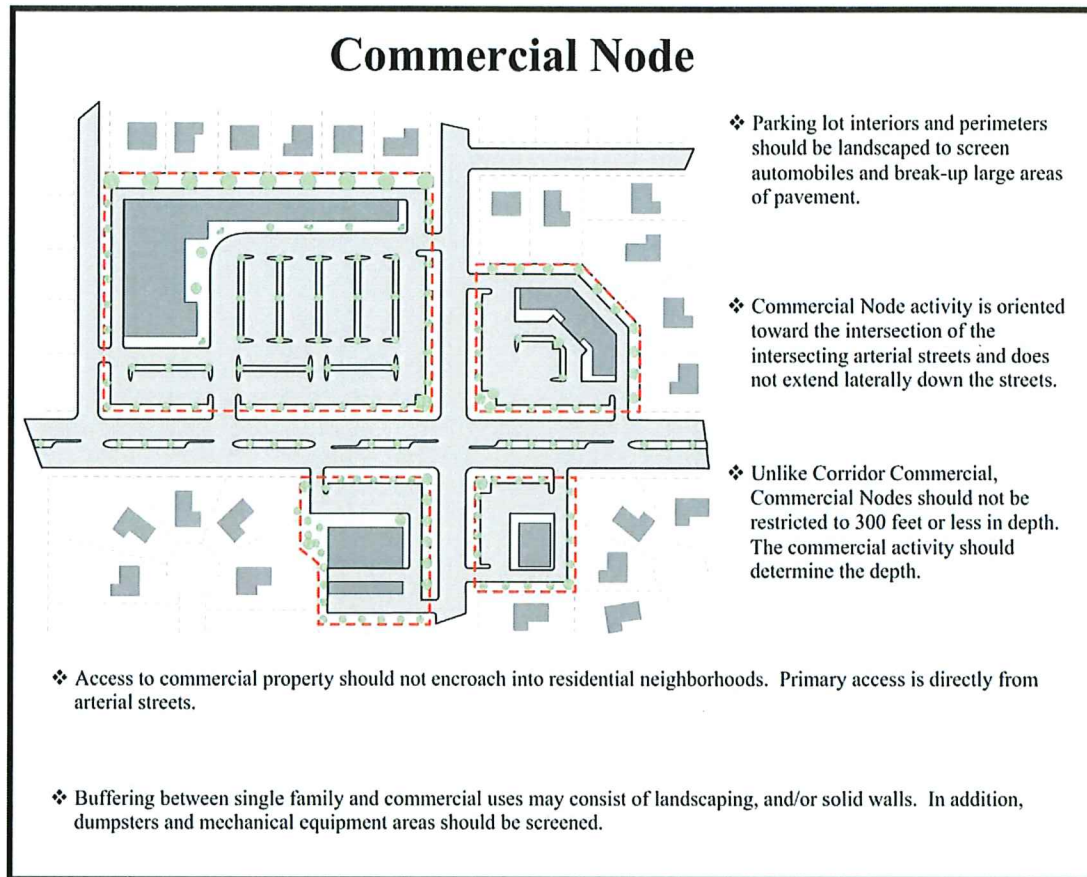 Commercial Node
❖ Parking lot interiors and perimeters
should be landscaped to screen
automobiles and break-up large areas
of pavement.
❖ Commercial Node activity is oriented
toward the intersection of the
intersecting arterial streets and does
not extend laterally down the streets.
❖ Unlike Corridor Commercial,
Commercial Nodes should not be
restricted to 300 feet or less in depth.
The commercial activity should
determine the depth.
❖ Access to commercial property should not encroach into residential neighborhoods. Primary access is directly from
arterial streets.
❖ Buffering between single family and commercial uses may consist of landscaping, and/or solid walls. In addition,
dumpsters and mechanical equipment areas should be screened.